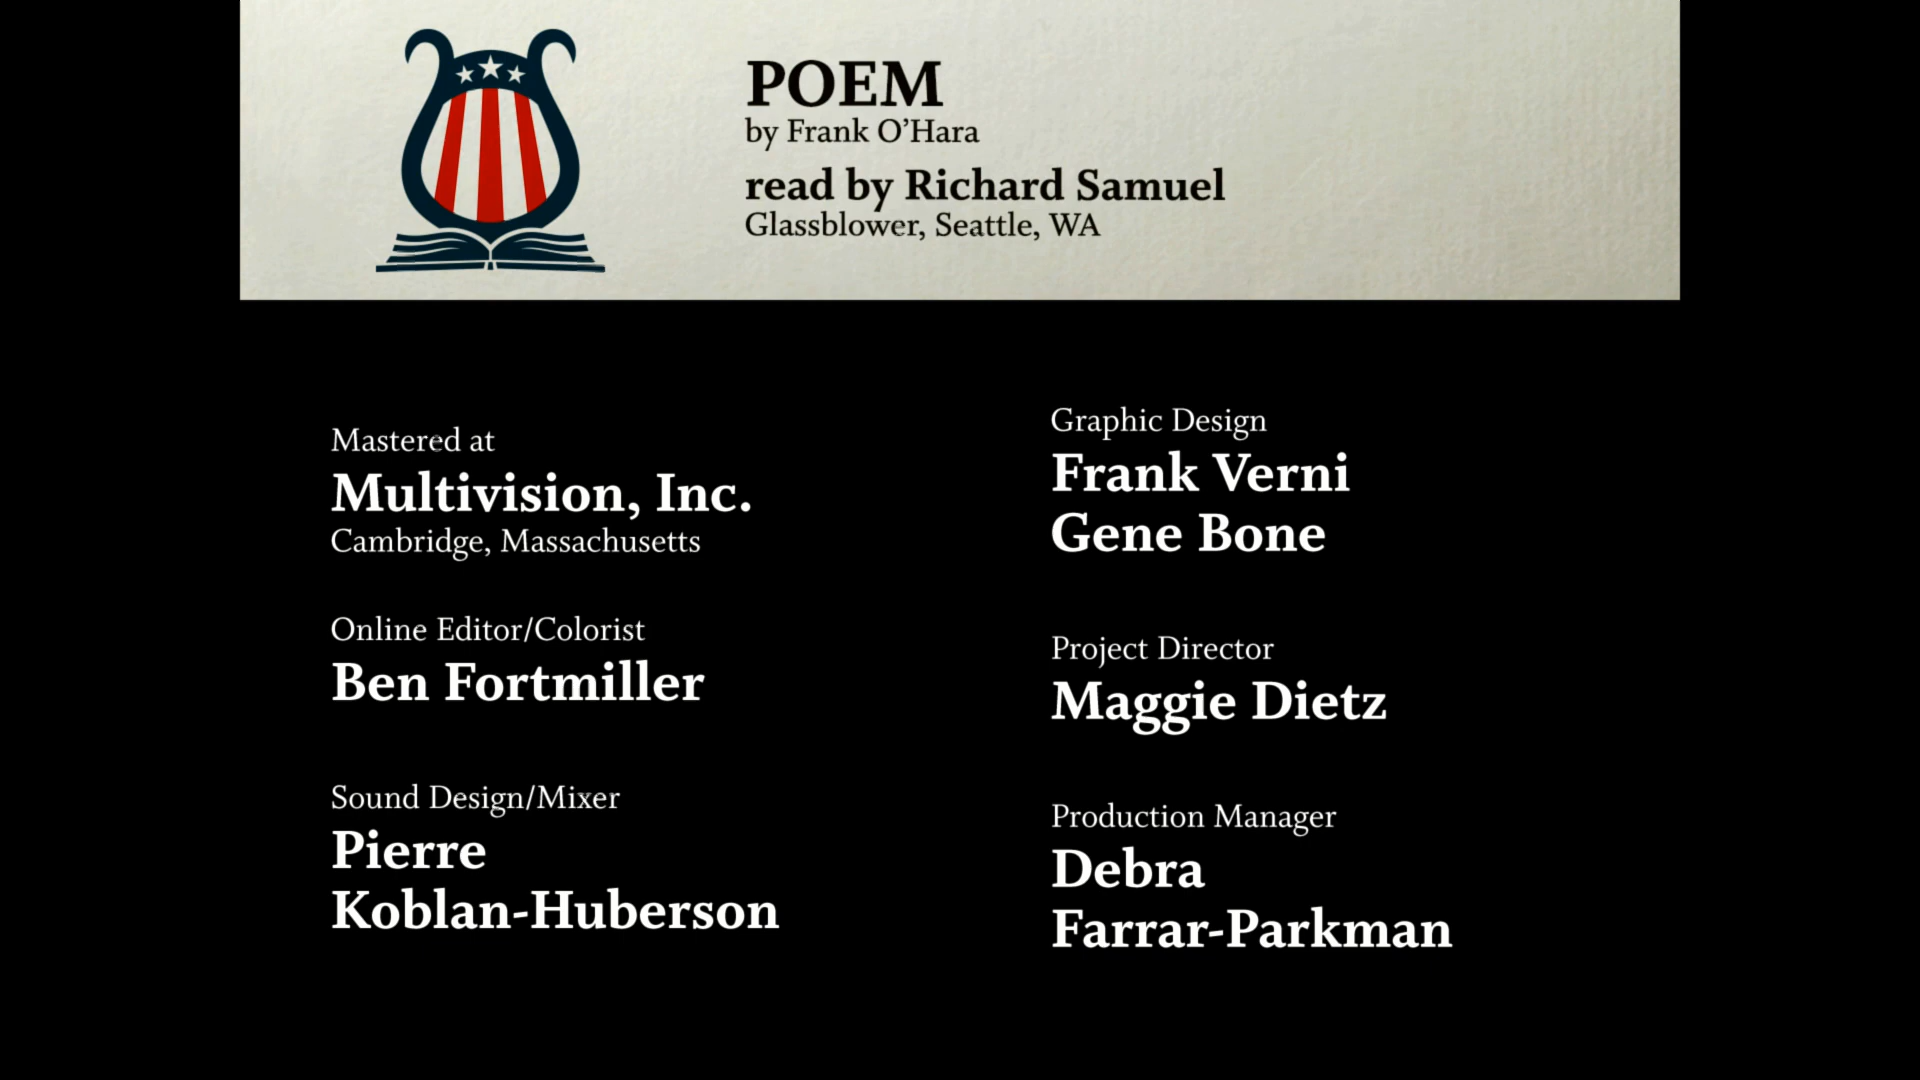 POEM
by Frank O’Hara
read by Richard Samuel
Glassblower, Seattle, WA
Mastered at
Multivision, Inc.
Cambridge, Massachusetts
Online Editor/Colorist
Ben Fortmiller
Sound Design/Mixer
Pierre
Koblan-Huberson
Graphic Design
Frank Verni
Gene Bone
Project Director
Maggie Dietz
Production Manager
Debra
Farrar-Parkman